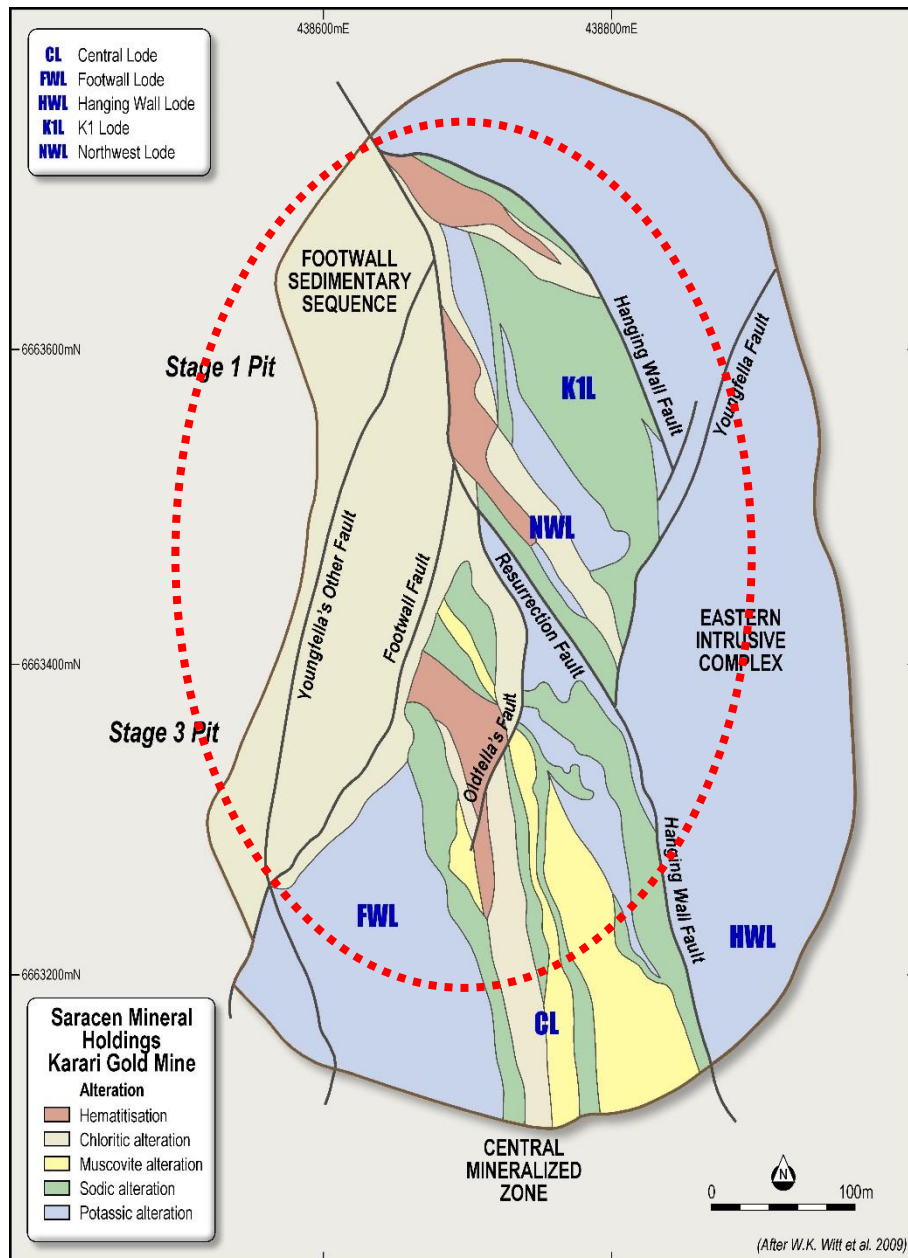 438600mE
438800mE
CL Central Lode
FWL Footwall Lode
HWL Hanging Wall Lode
K1L K1 Lode
NWL Northwest Lode
FOOTWALL
SEDIMENTARY
SEQUENCE
Hanging Wall Fault
Youngfella Fault
6663600mN
Stage 1 Pit
K1L
NWL
Resurrection Fault
Youngfella's Other Fault
Footwall Fault
EASTERN
INTRUSIVE
COMPLEX
6663400mN
Stage 3 Pit
Oldfella's Fault
Hanging Wall Fault
FWL
HWL
6663200mN
CL
Saracen Mineral
Holdings
Karari Gold Mine
Alteration
Hematitisation
Chloritic alteration
Muscovite alteration
Sodic alteration
Potassic alteration
CENTRAL
MINERALIZED
ZONE
N
0 100m
(After W.K. Witt et al. 2009)